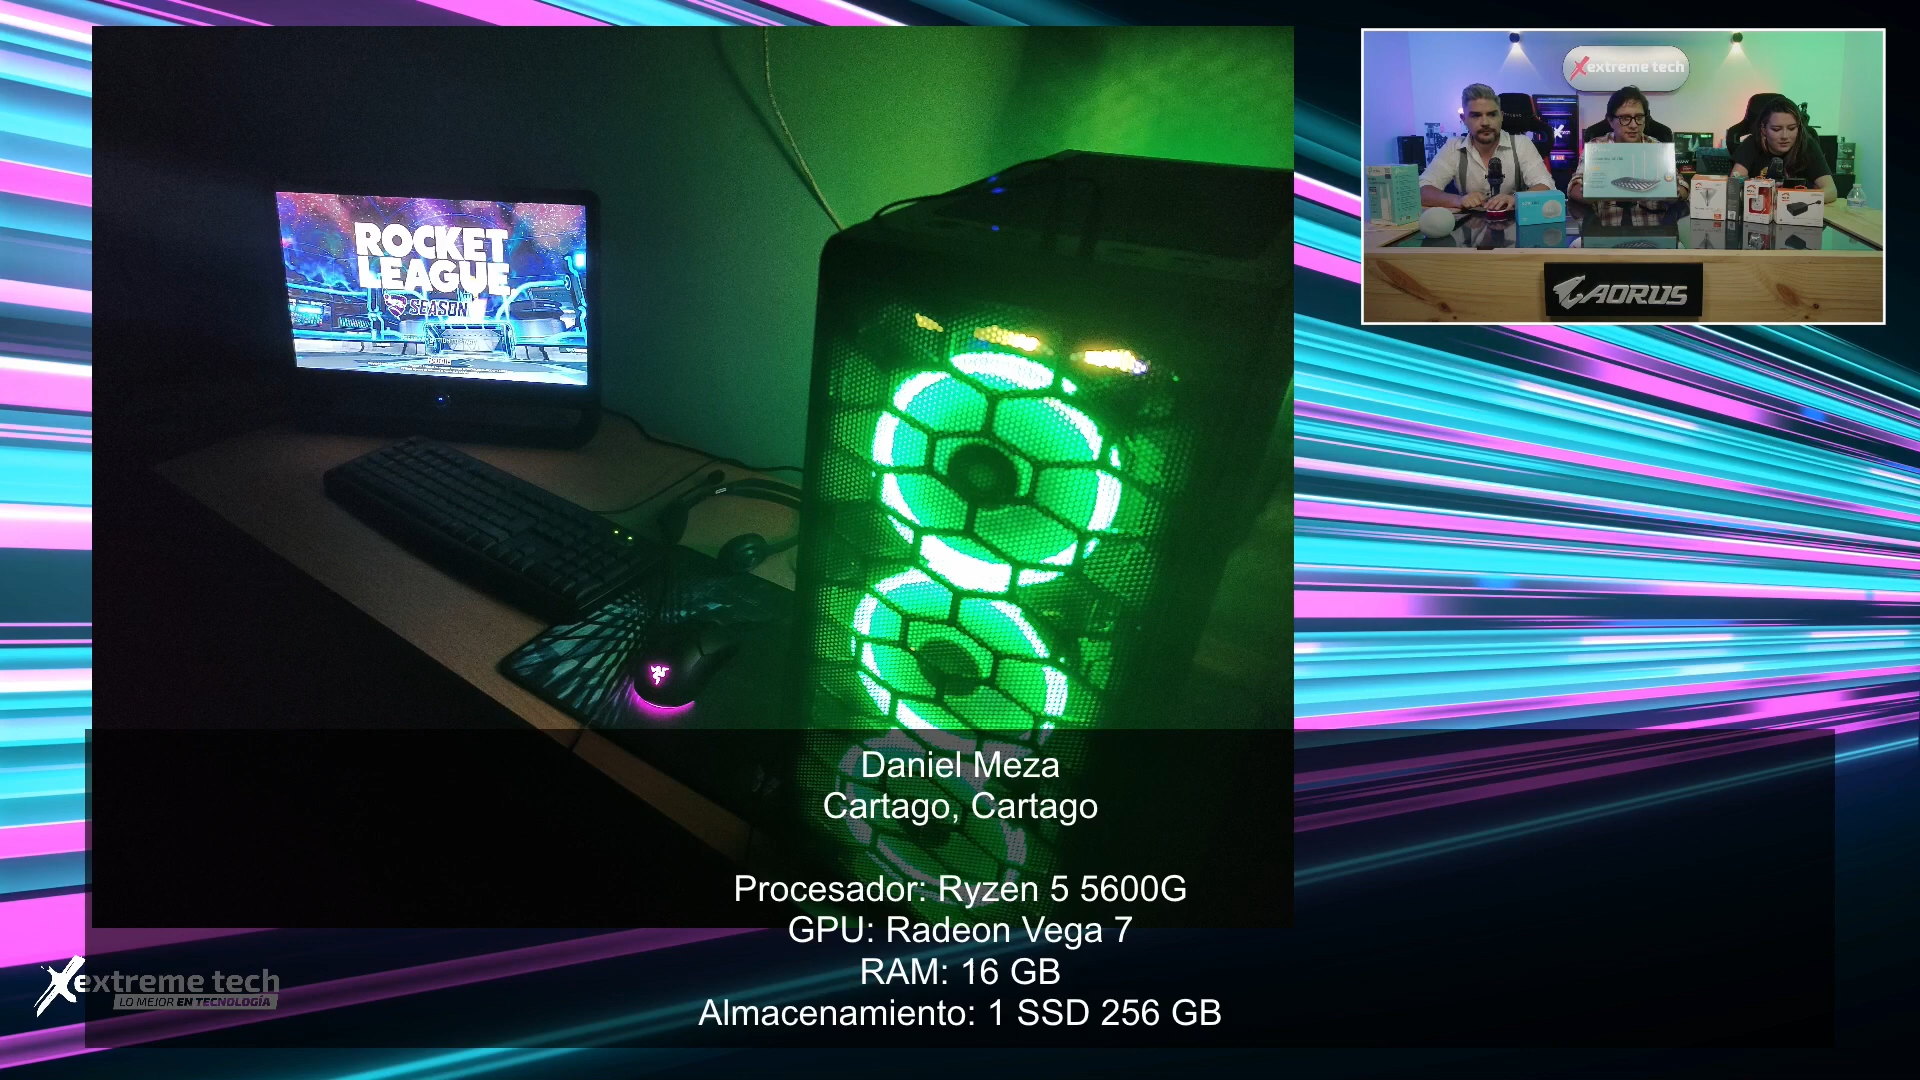 ROCKET
LEAGUE
SEASON
extreme tech
AORUS
Daniel Meza
Cartago, Cartago
Procesador: Ryzen 5 5600G
GPU: Radeon Vega 7
RAM: 16 GB
Almacenamiento: 1 SSD 256 GB
Xextreme tech
LO MEJOR EN TECNOLOGÍA